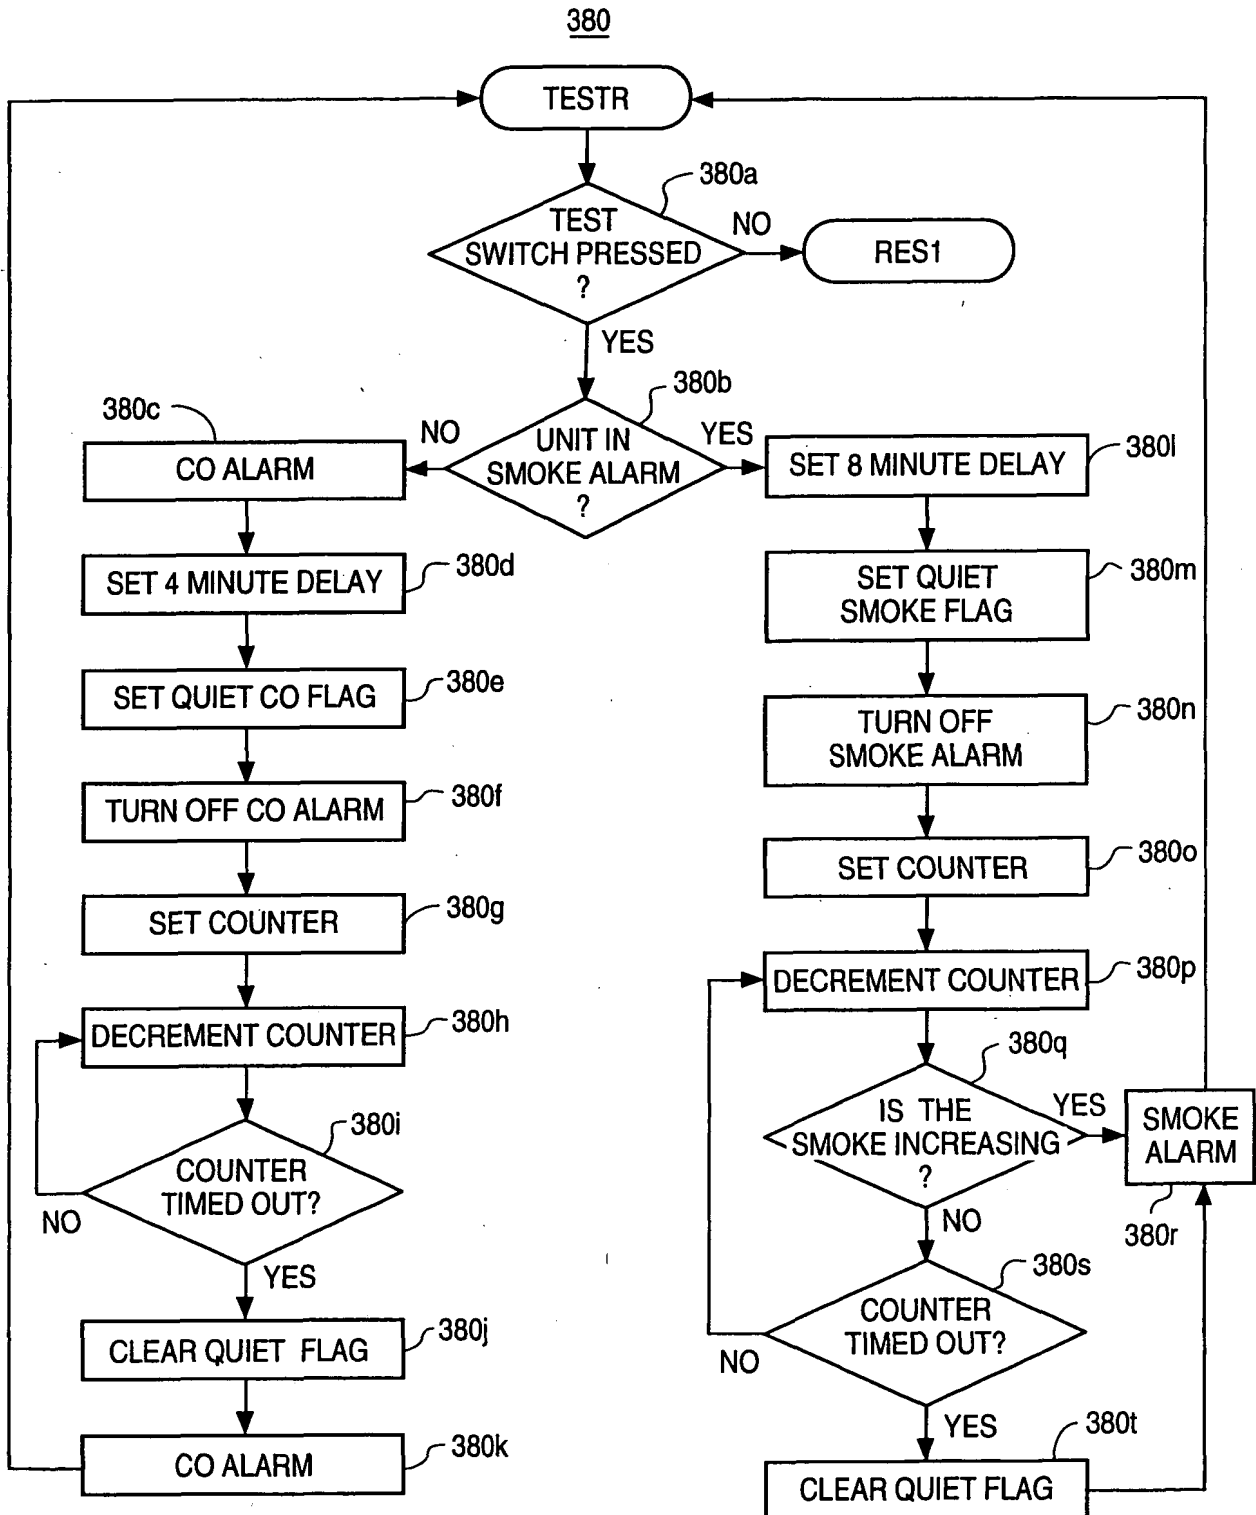 380
TESTR
380a
TEST
SWITCH PRESSED
?
NO
RES1
YES
380b
UNIT IN
SMOKE ALARM
?
NO
YES
380c
CO ALARM
SET 4 MINUTE DELAY
380d
SET QUIET CO FLAG
380e
TURN OFF CO ALARM
380f
SET COUNTER
380g
DECREMENT COUNTER
380h
380i
COUNTER
TIMED OUT?
NO
YES
CLEAR QUIET FLAG
380j
CO ALARM
380k
SET 8 MINUTE DELAY
380l
SET QUIET
SMOKE FLAG
380m
TURN OFF
SMOKE ALARM
380n
SET COUNTER
380o
DECREMENT COUNTER
380p
380q
IS THE
SMOKE INCREASING
?
YES
SMOKE
ALARM
380r
NO
380s
COUNTER
TIMED OUT?
NO
YES
380t
CLEAR QUIET FLAG